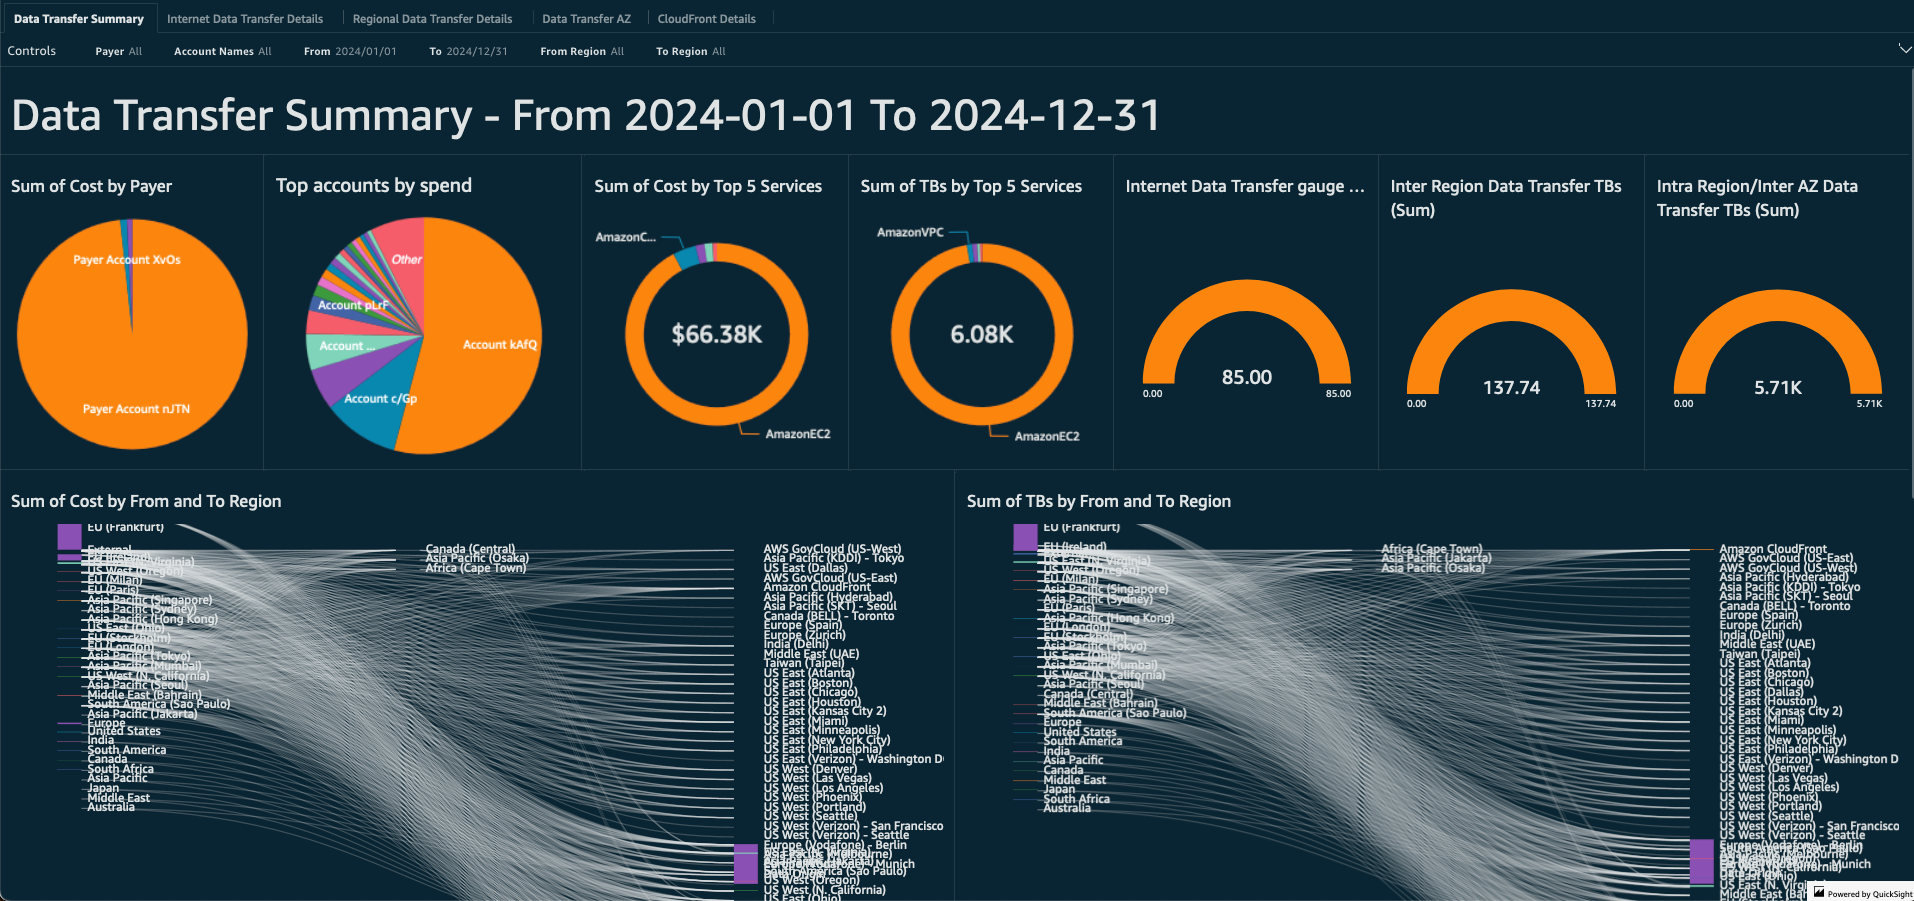 Data Transfer Summary
Internet Data Transfer Details
Regional Data Transfer Details
Data Transfer AZ
CloudFront Details
Controls
Payer All
Account Names All
From 2024/01/01
To 2024/12/31
From Region All
To Region All
Data Transfer Summary - From 2024-01-01 To 2024-12-31
Sum of Cost by Payer
Payer Account XvOs
Payer Account nJTN
Top accounts by spend
Other
Account pLrF
Account ...
Account kAfQ
Account c/Gp
Sum of Cost by Top 5 Services
AmazonC...
$66.38K
AmazonEC2
Sum of TBs by Top 5 Services
AmazonVPC
6.08K
AmazonEC2
Internet Data Transfer gauge ...
85.00
0.00
85.00
Inter Region Data Transfer TBs
(Sum)
137.74
0.00
137.74
Intra Region/Inter AZ Data
Transfer TBs (Sum)
5.71K
0.00
5.71K
Sum of Cost by From and To Region
EU (Frankfurt)
External
US West (Oregon)
EU (Milan)
EU (Paris)
Asia Pacific (Singapore)
Asia Pacific (Sydney)
Asia Pacific (Hong Kong)
US East (Ohio)
EU (Stockholm)
EU (London)
Asia Pacific (Tokyo)
Asia Pacific (Mumbai)
US West (N. California)
Asia Pacific (Seoul)
Middle East (Bahrain)
South America (Sao Paulo)
Asia Pacific (Jakarta)
Europe
United States
India
South America
Canada
South Africa
Asia Pacific
Japan
Middle East
Australia
Canada (Central)
Asia Pacific (Osaka)
Africa (Cape Town)
AWS GovCloud (US-West)
Asia Pacific (KDDI) - Tokyo
US East (Dallas)
AWS GovCloud (US-East)
Amazon CloudFront
Asia Pacific (Hyderabad)
Asia Pacific (SKT) - Seoul
Canada (BELL) - Toronto
Europe (Spain)
Europe (Zurich)
India (Delhi)
Middle East (UAE)
Taiwan (Taipei)
US East (Atlanta)
US East (Boston)
US East (Chicago)
US East (Houston)
US East (Kansas City 2)
US East (Miami)
US East (Minneapolis)
US East (New York City)
US East (Philadelphia)
US East (Verizon) - Washington D
US West (Denver)
US West (Las Vegas)
US West (Los Angeles)
US West (Phoenix)
US West (Portland)
US West (Seattle)
US West (Verizon) - San Francisco
US West (Verizon) - Seattle
Europe (Vodafone) - Berlin
South America (Sao Paulo)
US West (Oregon)
US West (N. California)
US East (Ohio)
Sum of TBs by From and To Region
EU (Frankfurt)
EU (Ireland)
US East (N. Virginia)
US West (Oregon)
EU (Milan)
Asia Pacific (Singapore)
Asia Pacific (Sydney)
EU (Paris)
Asia Pacific (Hong Kong)
EU (London)
EU (Stockholm)
Asia Pacific (Tokyo)
US East (Ohio)
Asia Pacific (Mumbai)
US West (N. California)
Asia Pacific (Seoul)
Canada (Central)
Middle East (Bahrain)
South America (Sao Paulo)
Europe
United States
South America
India
Asia Pacific
Canada
Middle East
Japan
South Africa
Australia
Africa (Cape Town)
Asia Pacific (Jakarta)
Asia Pacific (Osaka)
Amazon CloudFront
AWS GovCloud (US-East)
AWS GovCloud (US-West)
Asia Pacific (Hyderabad)
Asia Pacific (KDDI) - Tokyo
Asia Pacific (SKT) - Seoul
Canada (BELL) - Toronto
Europe (Spain)
Europe (Zurich)
India (Delhi)
Middle East (UAE)
Taiwan (Taipei)
US East (Atlanta)
US East (Boston)
US East (Chicago)
US East (Dallas)
US East (Houston)
US East (Kansas City 2)
US East (Miami)
US East (Minneapolis)
US East (New York City)
US East (Philadelphia)
US East (Verizon) - Washington D
US West (Denver)
US West (Las Vegas)
US West (Los Angeles)
US West (Phoenix)
US West (Portland)
US West (Seattle)
US West (Verizon) - San Francisco
US West (Verizon) - Seattle
Powered by QuickSight